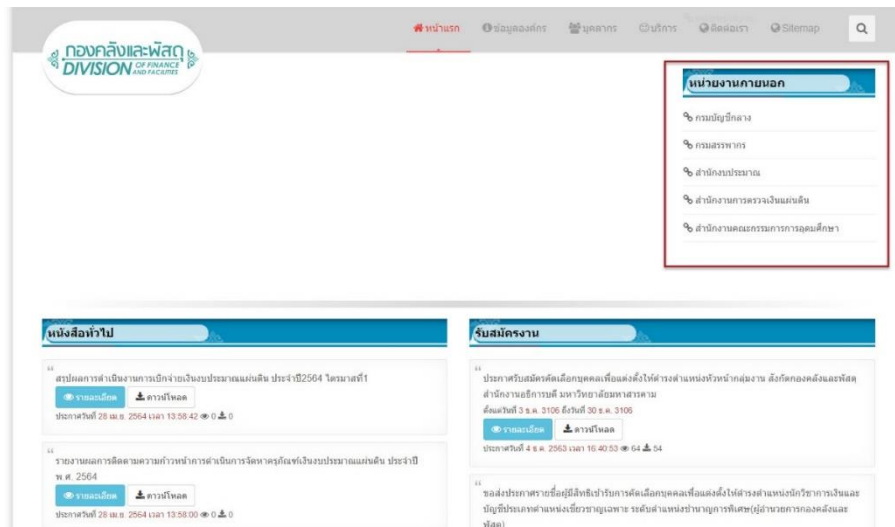 หน้าแรก ข้อมูลองค์กร บุคลากร บริการ ติดต่อเรา Sitemap
กองคลังและพัสดุ
DIVISION OF FINANCE AND FACILITIES
หน่วยงานภายนอก
กรมบัญชีกลาง
กรมสรรพากร
สำนักงบประมาณ
สำนักงานการตรวจเงินแผ่นดิน
สำนักงานคณะกรรมการการอุดมศึกษา
หนังสือทั่วไป
สรุปผลการดำเนินงานการเบิกจ่ายเงินงบประมาณแผ่นดิน ประจำปี2564 ไตรมาสที่1
รายละเอียด ดาวน์โหลด
ประกาศวันที่ 28 เม.ย. 2564 เวลา 13:58:42 0 0
รายงานผลการติดตามความก้าวหน้าการดำเนินการจัดหาครุภัณฑ์เงินงบประมาณแผ่นดิน ประจำปี
พ.ศ. 2564
รายละเอียด ดาวน์โหลด
ประกาศวันที่ 28 เม.ย. 2564 เวลา 13:58:00 0 0
รับสมัครงาน
ประกาศรับสมัครคัดเลือกบุคคลเพื่อแต่งตั้งให้ดำรงตำแหน่งหัวหน้ากลุ่มงาน สังกัดกองคลังและพัสดุ
สำนักงานอธิการบดี มหาวิทยาลัยมหาสารคาม
ตั้งแต่วันที่ 3 ธ.ค. 3106 ถึงวันที่ 30 ธ.ค. 3106
รายละเอียด ดาวน์โหลด
ประกาศวันที่ 4 ธ.ค. 2563 เวลา 16:40:53 64 54
ขอส่งประกาศรายชื่อผู้มีสิทธิเข้ารับการคัดเลือกบุคคลเพื่อแต่งตั้งให้ดำรงตำแหน่งนักวิชาการเงินและ
บัญชีประเภทตำแหน่งเชี่ยวชาญเฉพาะ ระดับตำแหน่งชำนาญการพิเศษ(ผู้อำนวยการกองคลังและ
พัสดุ)